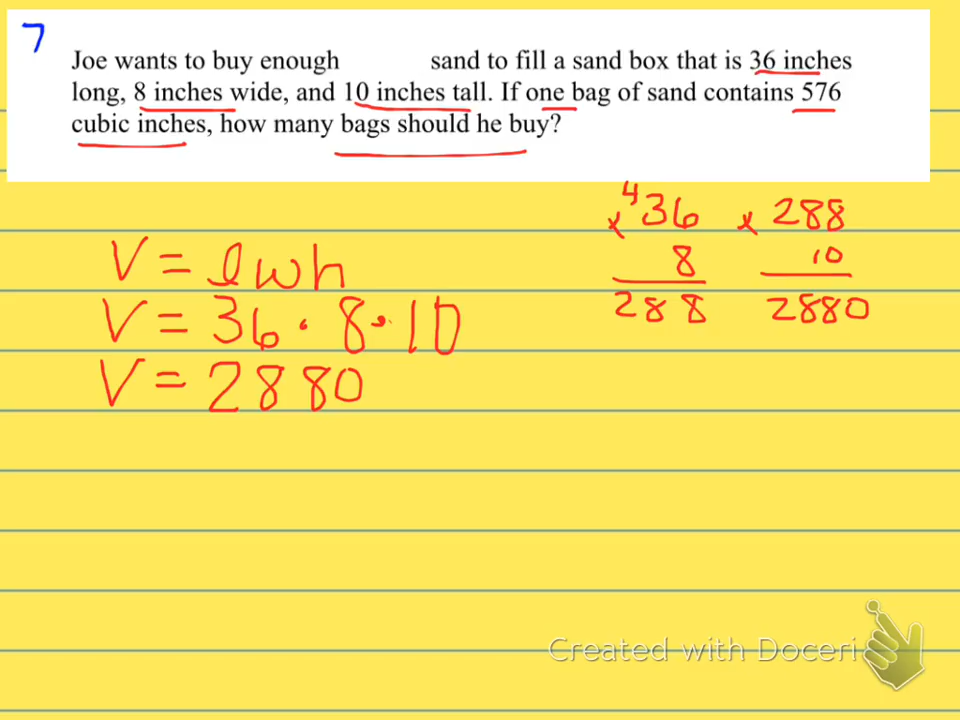 7
Joe wants to buy enough sand to fill a sand box that is 36 inches
long, 8 inches wide, and 10 inches tall. If one bag of sand contains 576
cubic inches, how many bags should he buy?
V = lwh
V = 36 · 8 · 10
V = 2880
4
× 36
8
288
× 288
10
2880
Created with Doceri